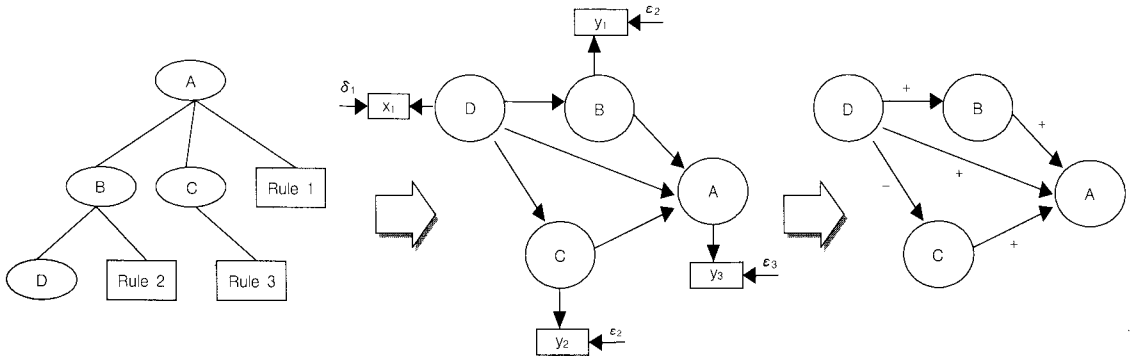 A
B
C
Rule 1
D
Rule 2
Rule 3
y₁
ε₂
δ₁
x₁
D
B
A
C
y₃
ε₃
y₂
ε₂
D
+
B
+
+
−
A
C
+